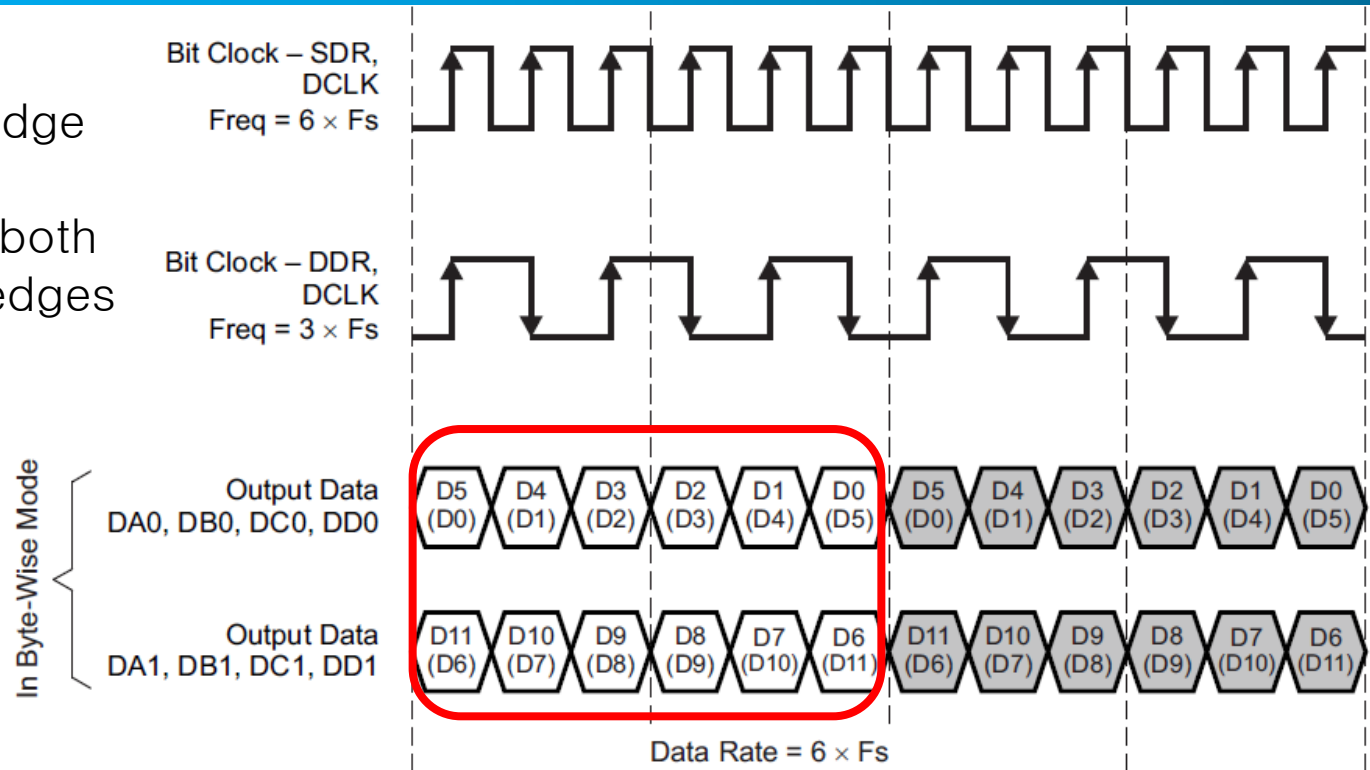 Bit Clock – SDR,
DCLK
Freq = 6 × Fs
dge
both
edges
Bit Clock – DDR,
DCLK
Freq = 3 × Fs
In Byte-Wise Mode
Output Data
DA0, DB0, DC0, DD0
D5 D4 D3 D2 D1 D0 D5 D4 D3 D2 D1 D0
(D0) (D1) (D2) (D3) (D4) (D5) (D0) (D1) (D2) (D3) (D4) (D5)
Output Data
DA1, DB1, DC1, DD1
D11 D10 D9 D8 D7 D6 D11 D10 D9 D8 D7 D6
(D6) (D7) (D8) (D9) (D10) (D11) (D6) (D7) (D8) (D9) (D10) (D11)
Data Rate = 6 × Fs